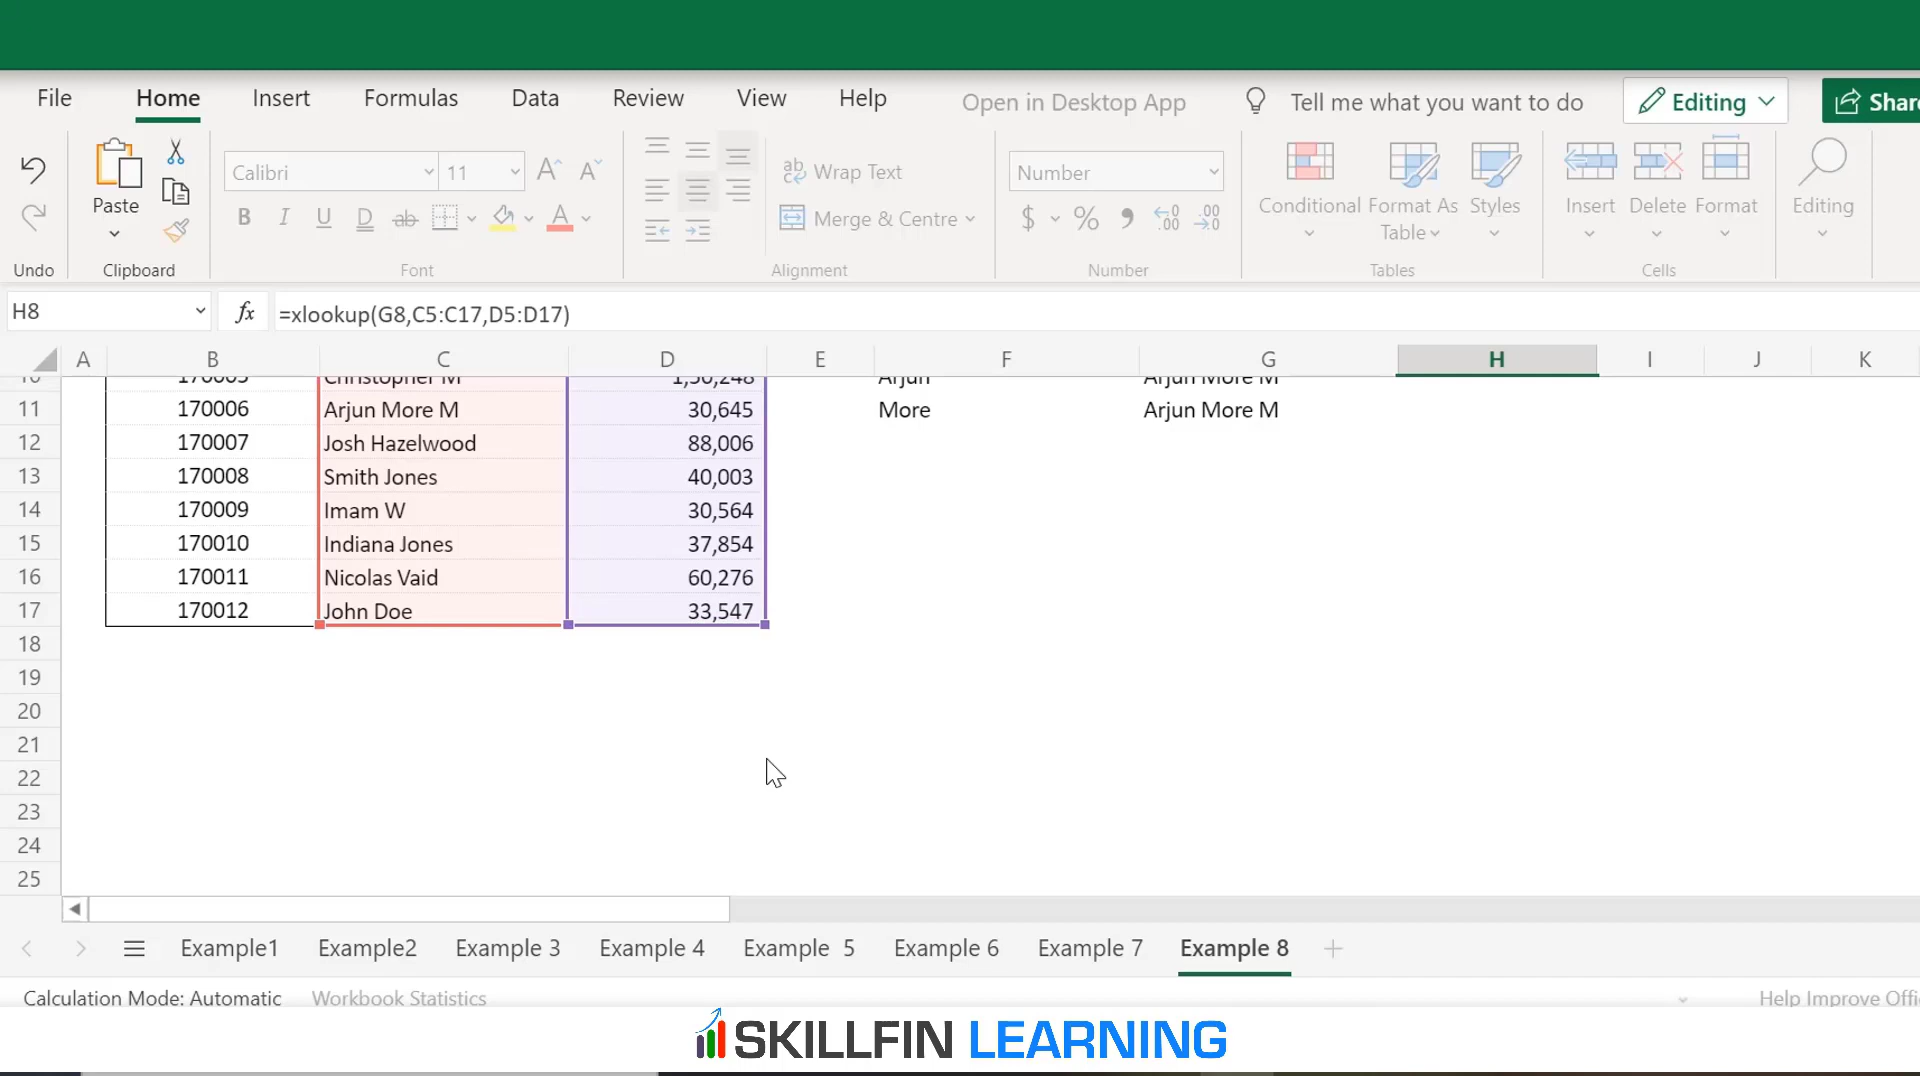 File Home Insert Formulas Data Review View Help Open in Desktop App Tell me what you want to do Editing
Calibri 11 A A ab Wrap Text Number
Paste B I U D ab A Merge & Centre $ % Conditional Format As Table Styles Insert Delete Format Editing
Undo Clipboard Font Alignment Number Tables Cells
H8 fx =xlookup(G8,C5:C17,D5:D17)
A B C D E F G H I J K
Arjun More M
11 170006 Arjun More M 30,645 More Arjun More M
12 170007 Josh Hazelwood 88,006
13 170008 Smith Jones 40,003
14 170009 Imam W 30,564
15 170010 Indiana Jones 37,854
16 170011 Nicolas Vaid 60,276
17 170012 John Doe 33,547
18
19
20
21
22
23
24
25
Example1 Example2 Example 3 Example 4 Example 5 Example 6 Example 7 Example 8
Calculation Mode: Automatic Workbook Statistics Help Improve
SKILLFIN LEARNING